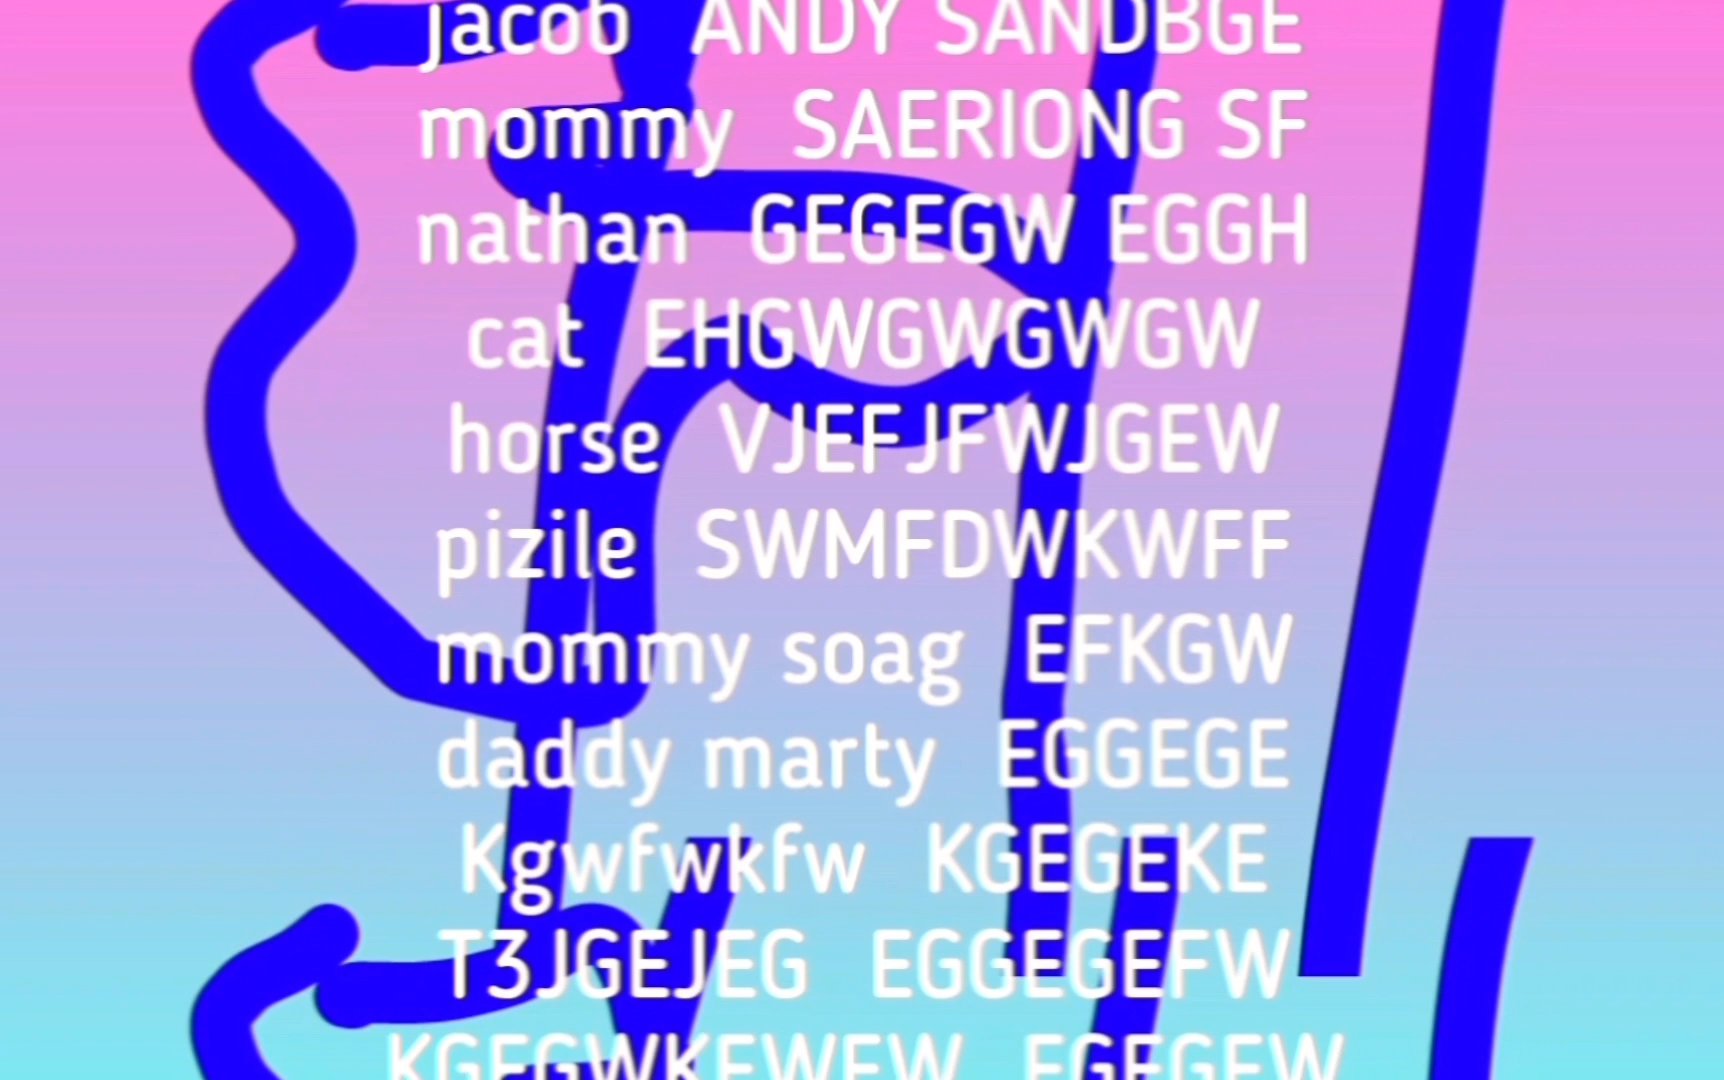 jacob ANDY SANDBGE
mommy SAERIONG SF
nathan GEGEGW EGGH
cat EHGWGWGWGW
horse VJEFJFWJGEW
pizile SWMFDWKWFF
mommy soag EFKGW
daddy marty EGGEGE
Kgwfwkfw KGEGEKE
T3JGEJEG EGGEGEFW
KGEGWKEWEW EGEGEW